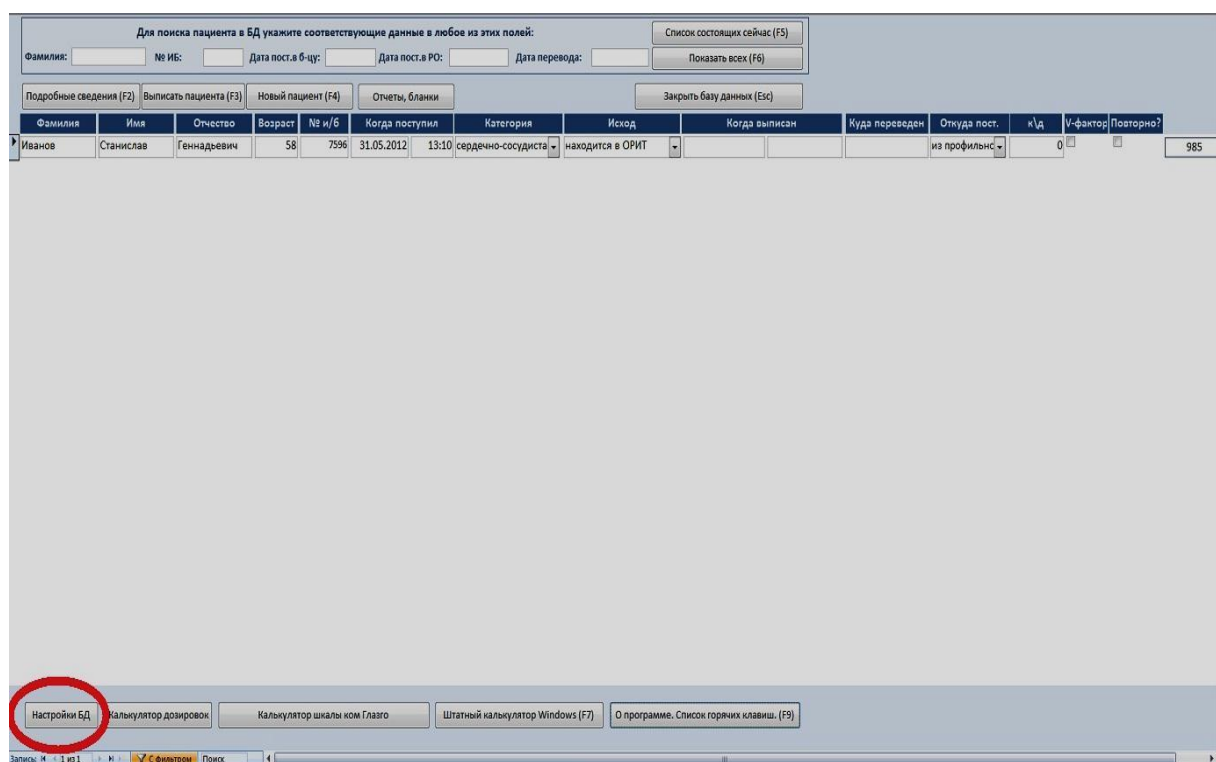 Для поиска пациента в БД укажите соответствующие данные в любое из этих полей:
Список состоящих сейчас (F5)
Фамилия: № ИБ: Дата пост.в б-цу: Дата пост.в РО: Дата перевода:
Показать всех (F6)
Подробные сведения (F2) Выписать пациента (F3) Новый пациент (F4) Отчеты, бланки Закрыть базу данных (Esc)
Фамилия Имя Отчество Возраст № и/б Когда поступил Категория Исход Когда выписан Куда переведен Откуда пост. к\д V-фактор Повторно?
Иванов Станислав Геннадьевич 58 7596 31.05.2012 13:10 сердечно-сосудиста находится в ОРИТ из профильнс 0 985
Настройки БД Калькулятор дозировок Калькулятор шкалы ком Глазго Штатный калькулятор Windows (F7) О программе. Список горячих клавиш. (F9)
Запись: 1 из 1 С фильтром Поиск